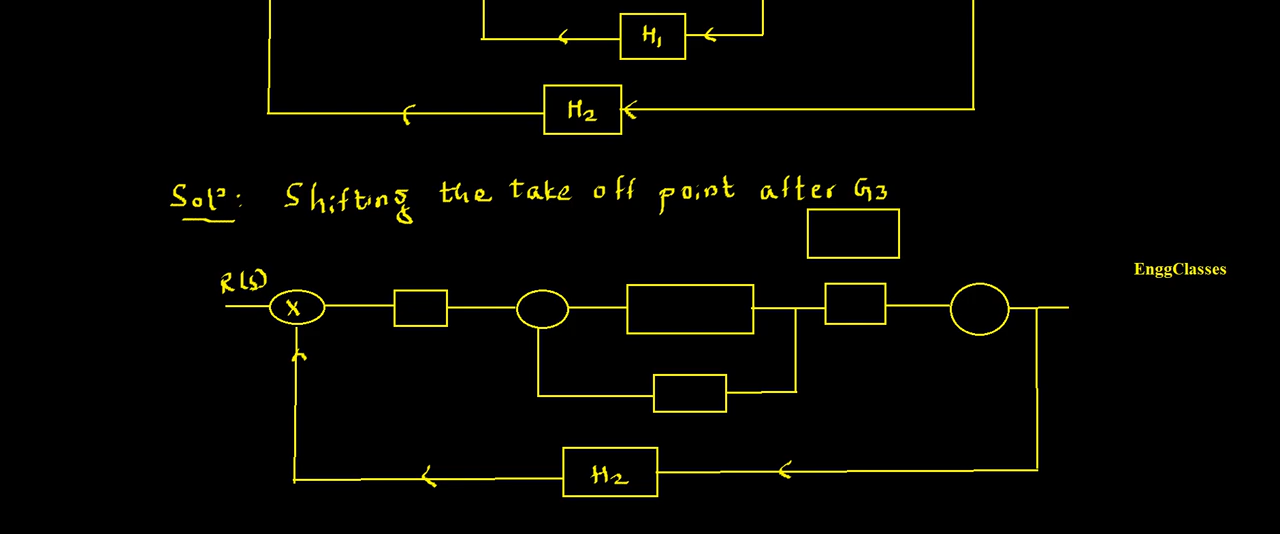 H1
H2
Soln: Shifting the take off point after G3
EnggClasses
R(s)
X
H2